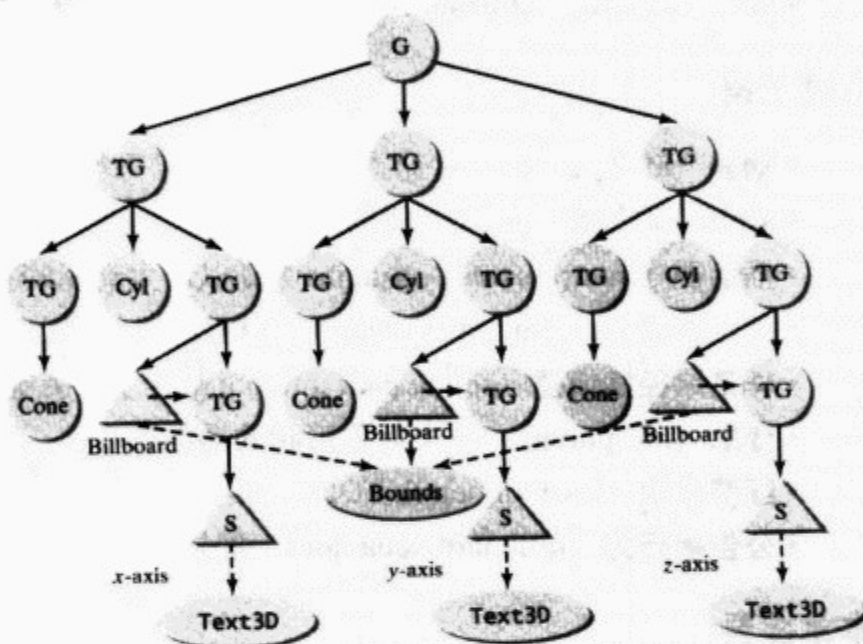 G
TG TG TG
TG Cyl TG TG Cyl TG TG Cyl TG
Cone TG Cone TG Cone TG
Billboard Billboard Billboard
Bounds
S S S
x-axis y-axis z-axis
Text3D Text3D Text3D